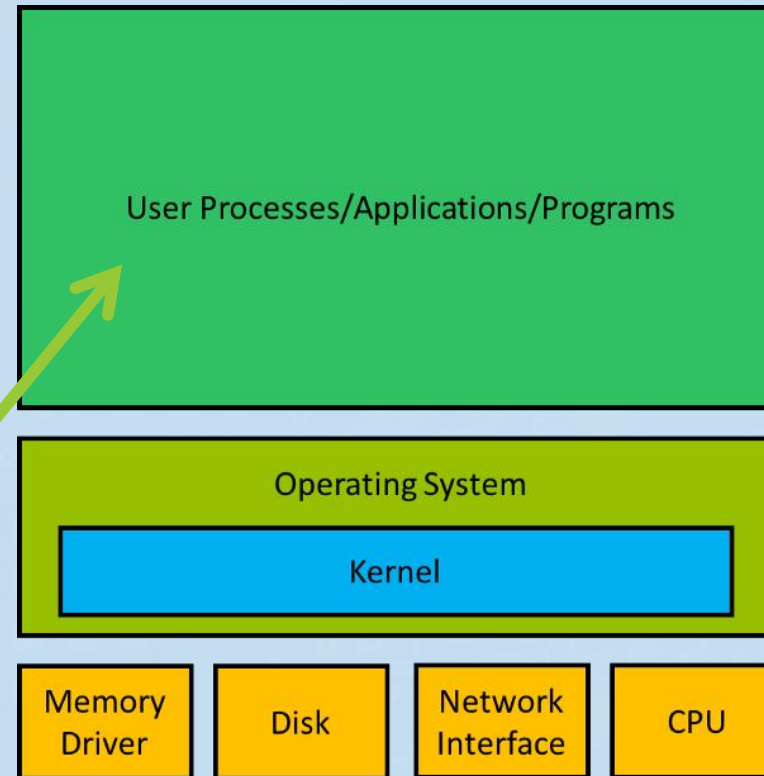 User Processes/Applications/Programs
Operating System
Kernel
Memory
Driver
Disk
Network
Interface
CPU